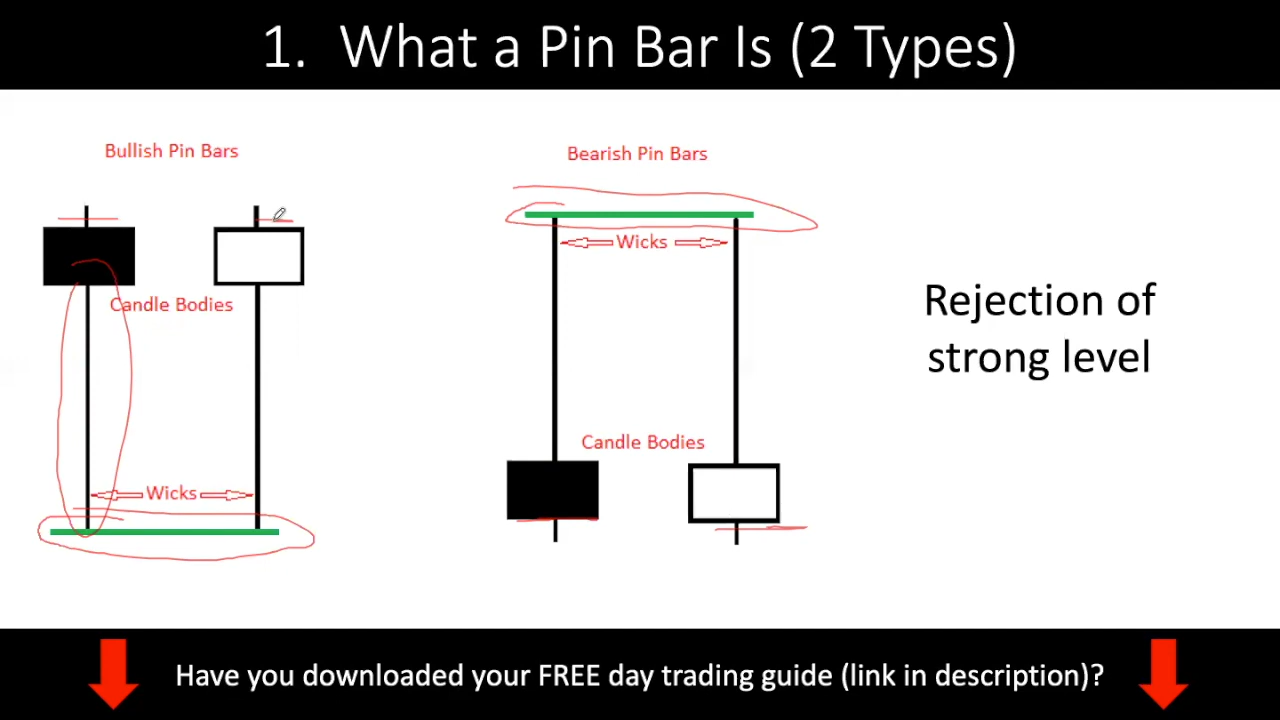 1. What a Pin Bar Is (2 Types)
Bullish Pin Bars
Candle Bodies
Wicks
Bearish Pin Bars
Wicks
Candle Bodies
Rejection of
strong level
Have you downloaded your FREE day trading guide (link in description)?